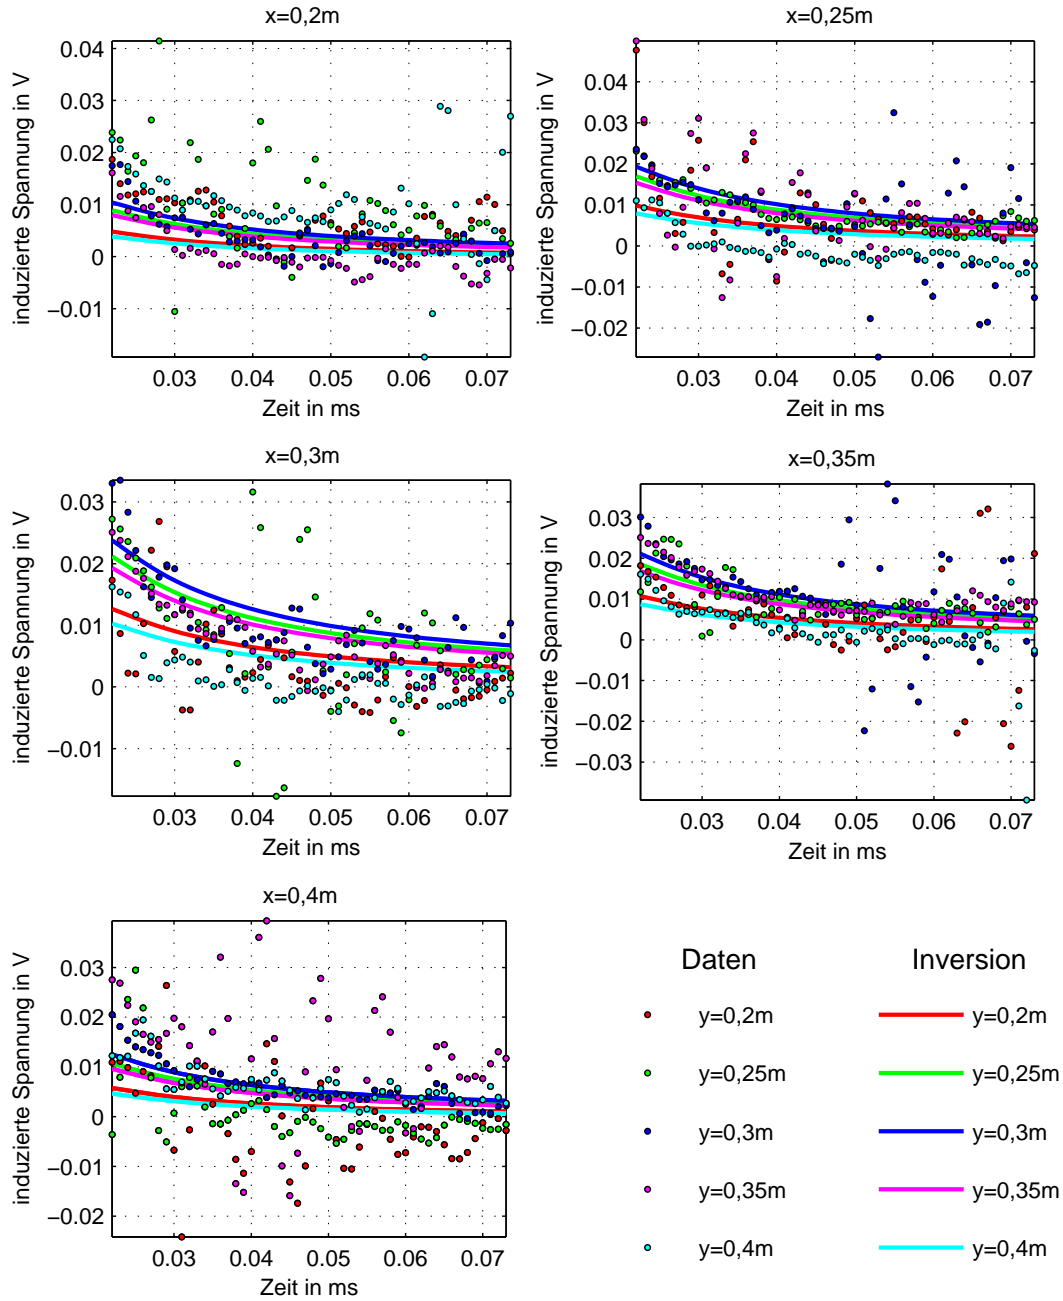 x=0,2m
induzierte Spannung in V
0.04
0.03
0.02
0.01
0
−0.01
0.03 0.04 0.05 0.06 0.07
Zeit in ms
x=0,25m
induzierte Spannung in V
0.04
0.03
0.02
0.01
0
−0.01
−0.02
0.03 0.04 0.05 0.06 0.07
Zeit in ms
x=0,3m
induzierte Spannung in V
0.03
0.02
0.01
0
−0.01
0.03 0.04 0.05 0.06 0.07
Zeit in ms
x=0,35m
induzierte Spannung in V
0.03
0.02
0.01
0
−0.01
−0.02
−0.03
0.03 0.04 0.05 0.06 0.07
Zeit in ms
x=0,4m
induzierte Spannung in V
0.03
0.02
0.01
0
−0.01
−0.02
0.03 0.04 0.05 0.06 0.07
Zeit in ms
Daten Inversion
y=0,2m y=0,2m
y=0,25m y=0,25m
y=0,3m y=0,3m
y=0,35m y=0,35m
y=0,4m y=0,4m